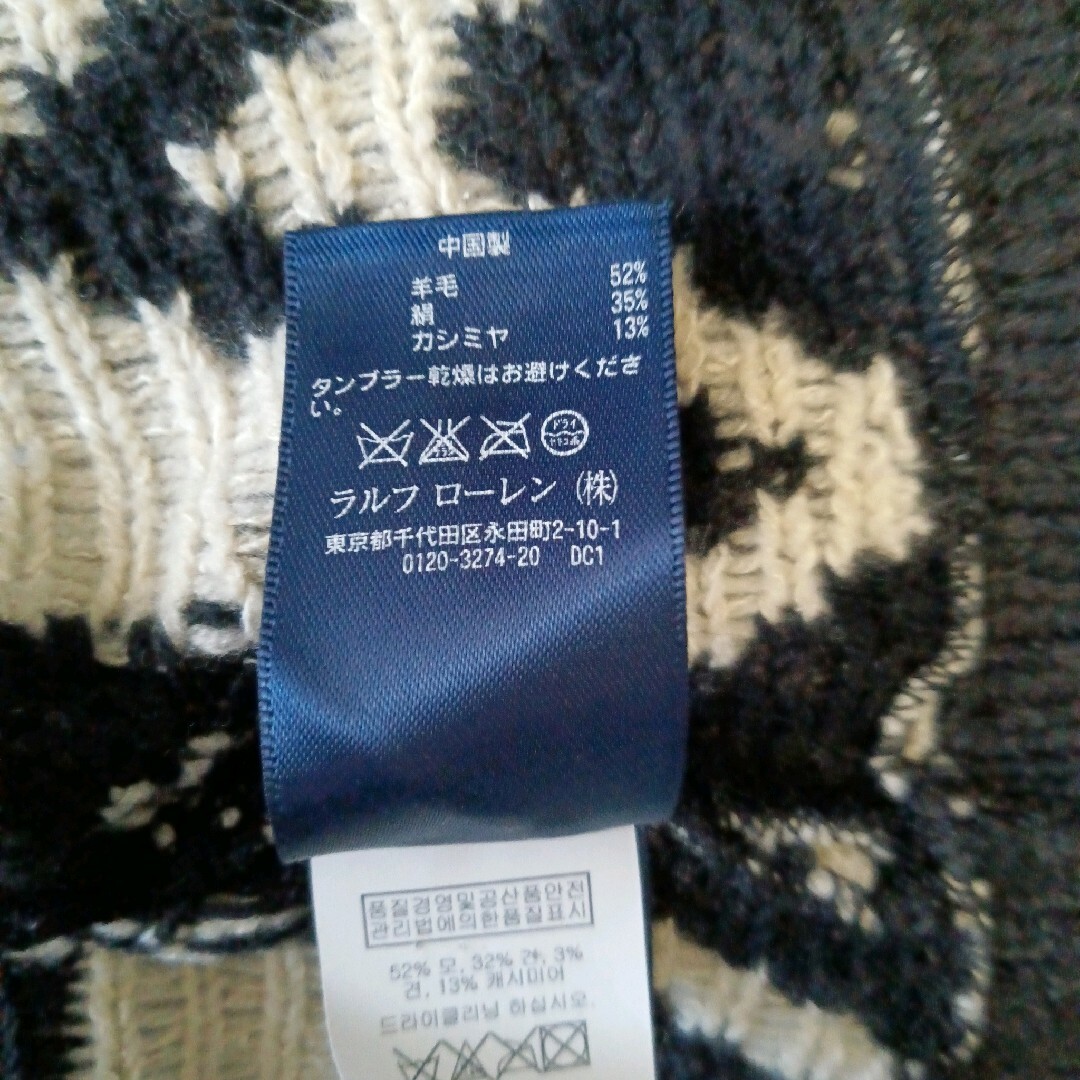 中国製
羊毛 52%
絹 35%
カシミヤ 13%
タンブラー乾燥はお避けくださ
い。
ドライ
ラルフ ローレン (株)
東京都千代田区永田町2-10-1
0120-3274-20 DC1
품질경영및공산품안전
관리법에의한품질표시
52% 모, 32% 견, 3%
견, 13% 캐시미어
드라이클리닝 하십시오.